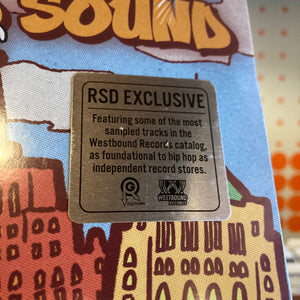 SOUND
RSD EXCLUSIVE
Featuring some of the most
sampled tracks in the
Westbound Records catalog,
as foundational to hip hop as
independent record stores.
WESTBOUND